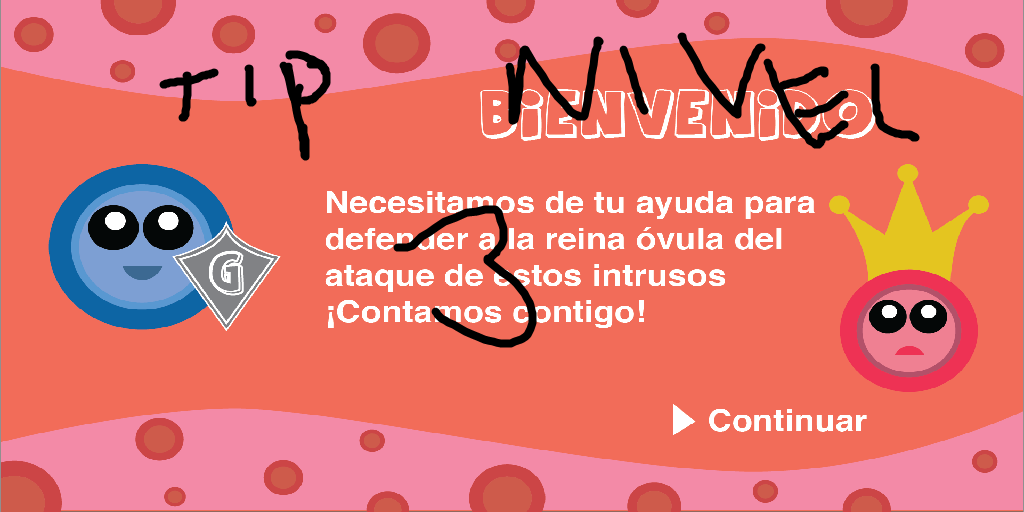 TIP NIVEL
BiENVENiDO
Necesitamos de tu ayuda para
defender a la reina óvula del
ataque de estos intrusos
¡Contamos contigo!
3
G
Continuar